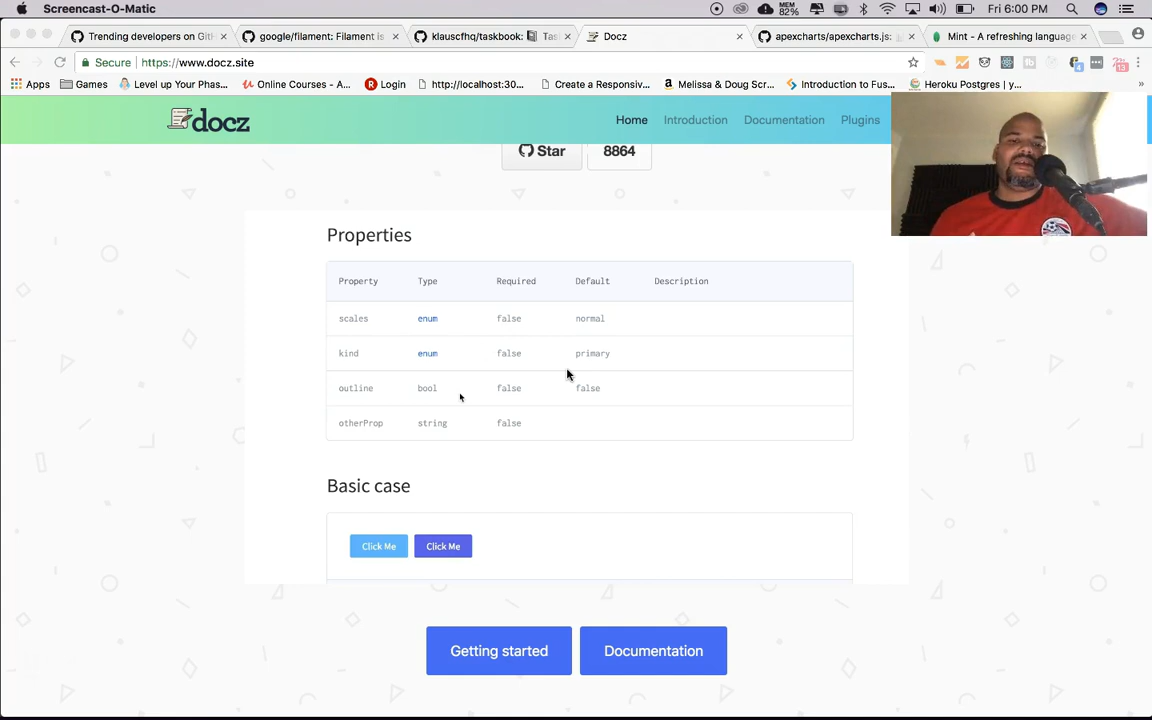 Screencast-O-Matic
MEM
82%
Fri 6:00 PM
Trending developers on GitH
google/filament: Filament is
klauscfhq/taskbook:
Docz
apexcharts/apexcharts.js:
Mint - A refreshing languag
Secure
https://www.docz.site
Apps
Games
Level up Your Phas...
Online Courses - A...
Login
http://localhost:30...
Create a Responsiv...
Melissa & Doug Scr...
Introduction to Fus...
Heroku Postgres | y...
»
docz
Home
Introduction
Documentation
Plugins
Star
8864
Properties
Property Type Required Default Description
scales enum false normal
kind enum false primary
outline bool false false
otherProp string false
Basic case
Click Me
Click Me
Getting started
Documentation